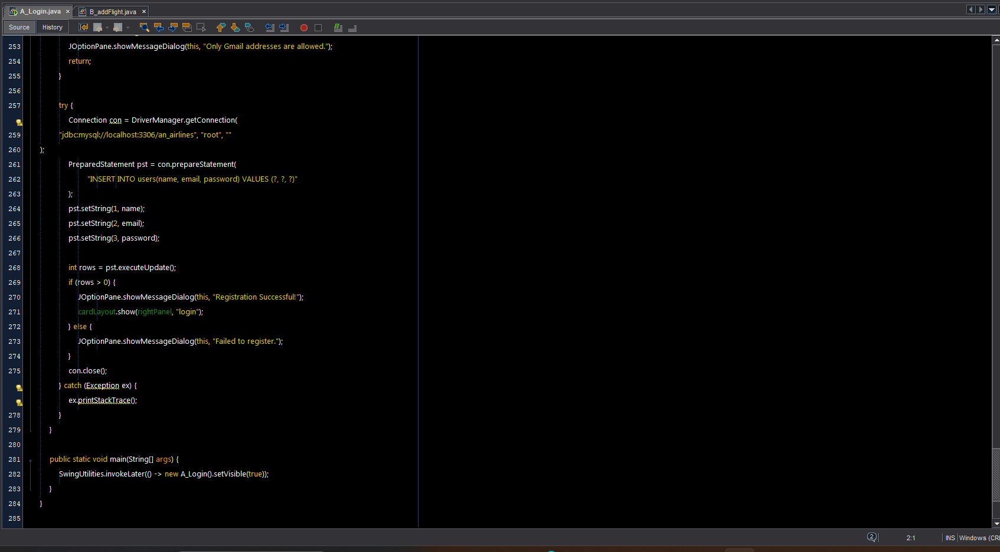 A_Login.java × B_addFlight.java ×
Source History
253 JOptionPane.showMessageDialog(this, "Only Gmail addresses are allowed.");
254 return;
255 }
256
257 try {
Connection con = DriverManager.getConnection(
259 "jdbc:mysql://localhost:3306/an_airlines", "root", ""
260 );
261 PreparedStatement pst = con.prepareStatement(
262 "INSERT INTO users(name, email, password) VALUES (?, ?, ?)"
263 );
264 pst.setString(1, name);
265 pst.setString(2, email);
266 pst.setString(3, password);
267
268 int rows = pst.executeUpdate();
269 if (rows > 0) {
270 JOptionPane.showMessageDialog(this, "Registration Successful!");
271 cardLayout.show(rightPanel, "login");
272 } else {
273 JOptionPane.showMessageDialog(this, "Failed to register.");
274 }
275 con.close();
} catch (Exception ex) {
ex.printStackTrace();
278 }
279 }
280
281 public static void main(String[] args) {
282 SwingUtilities.invokeLater(() -> new A_Login().setVisible(true));
283 }
284 }
285
2 2:1 INS Windows (CR